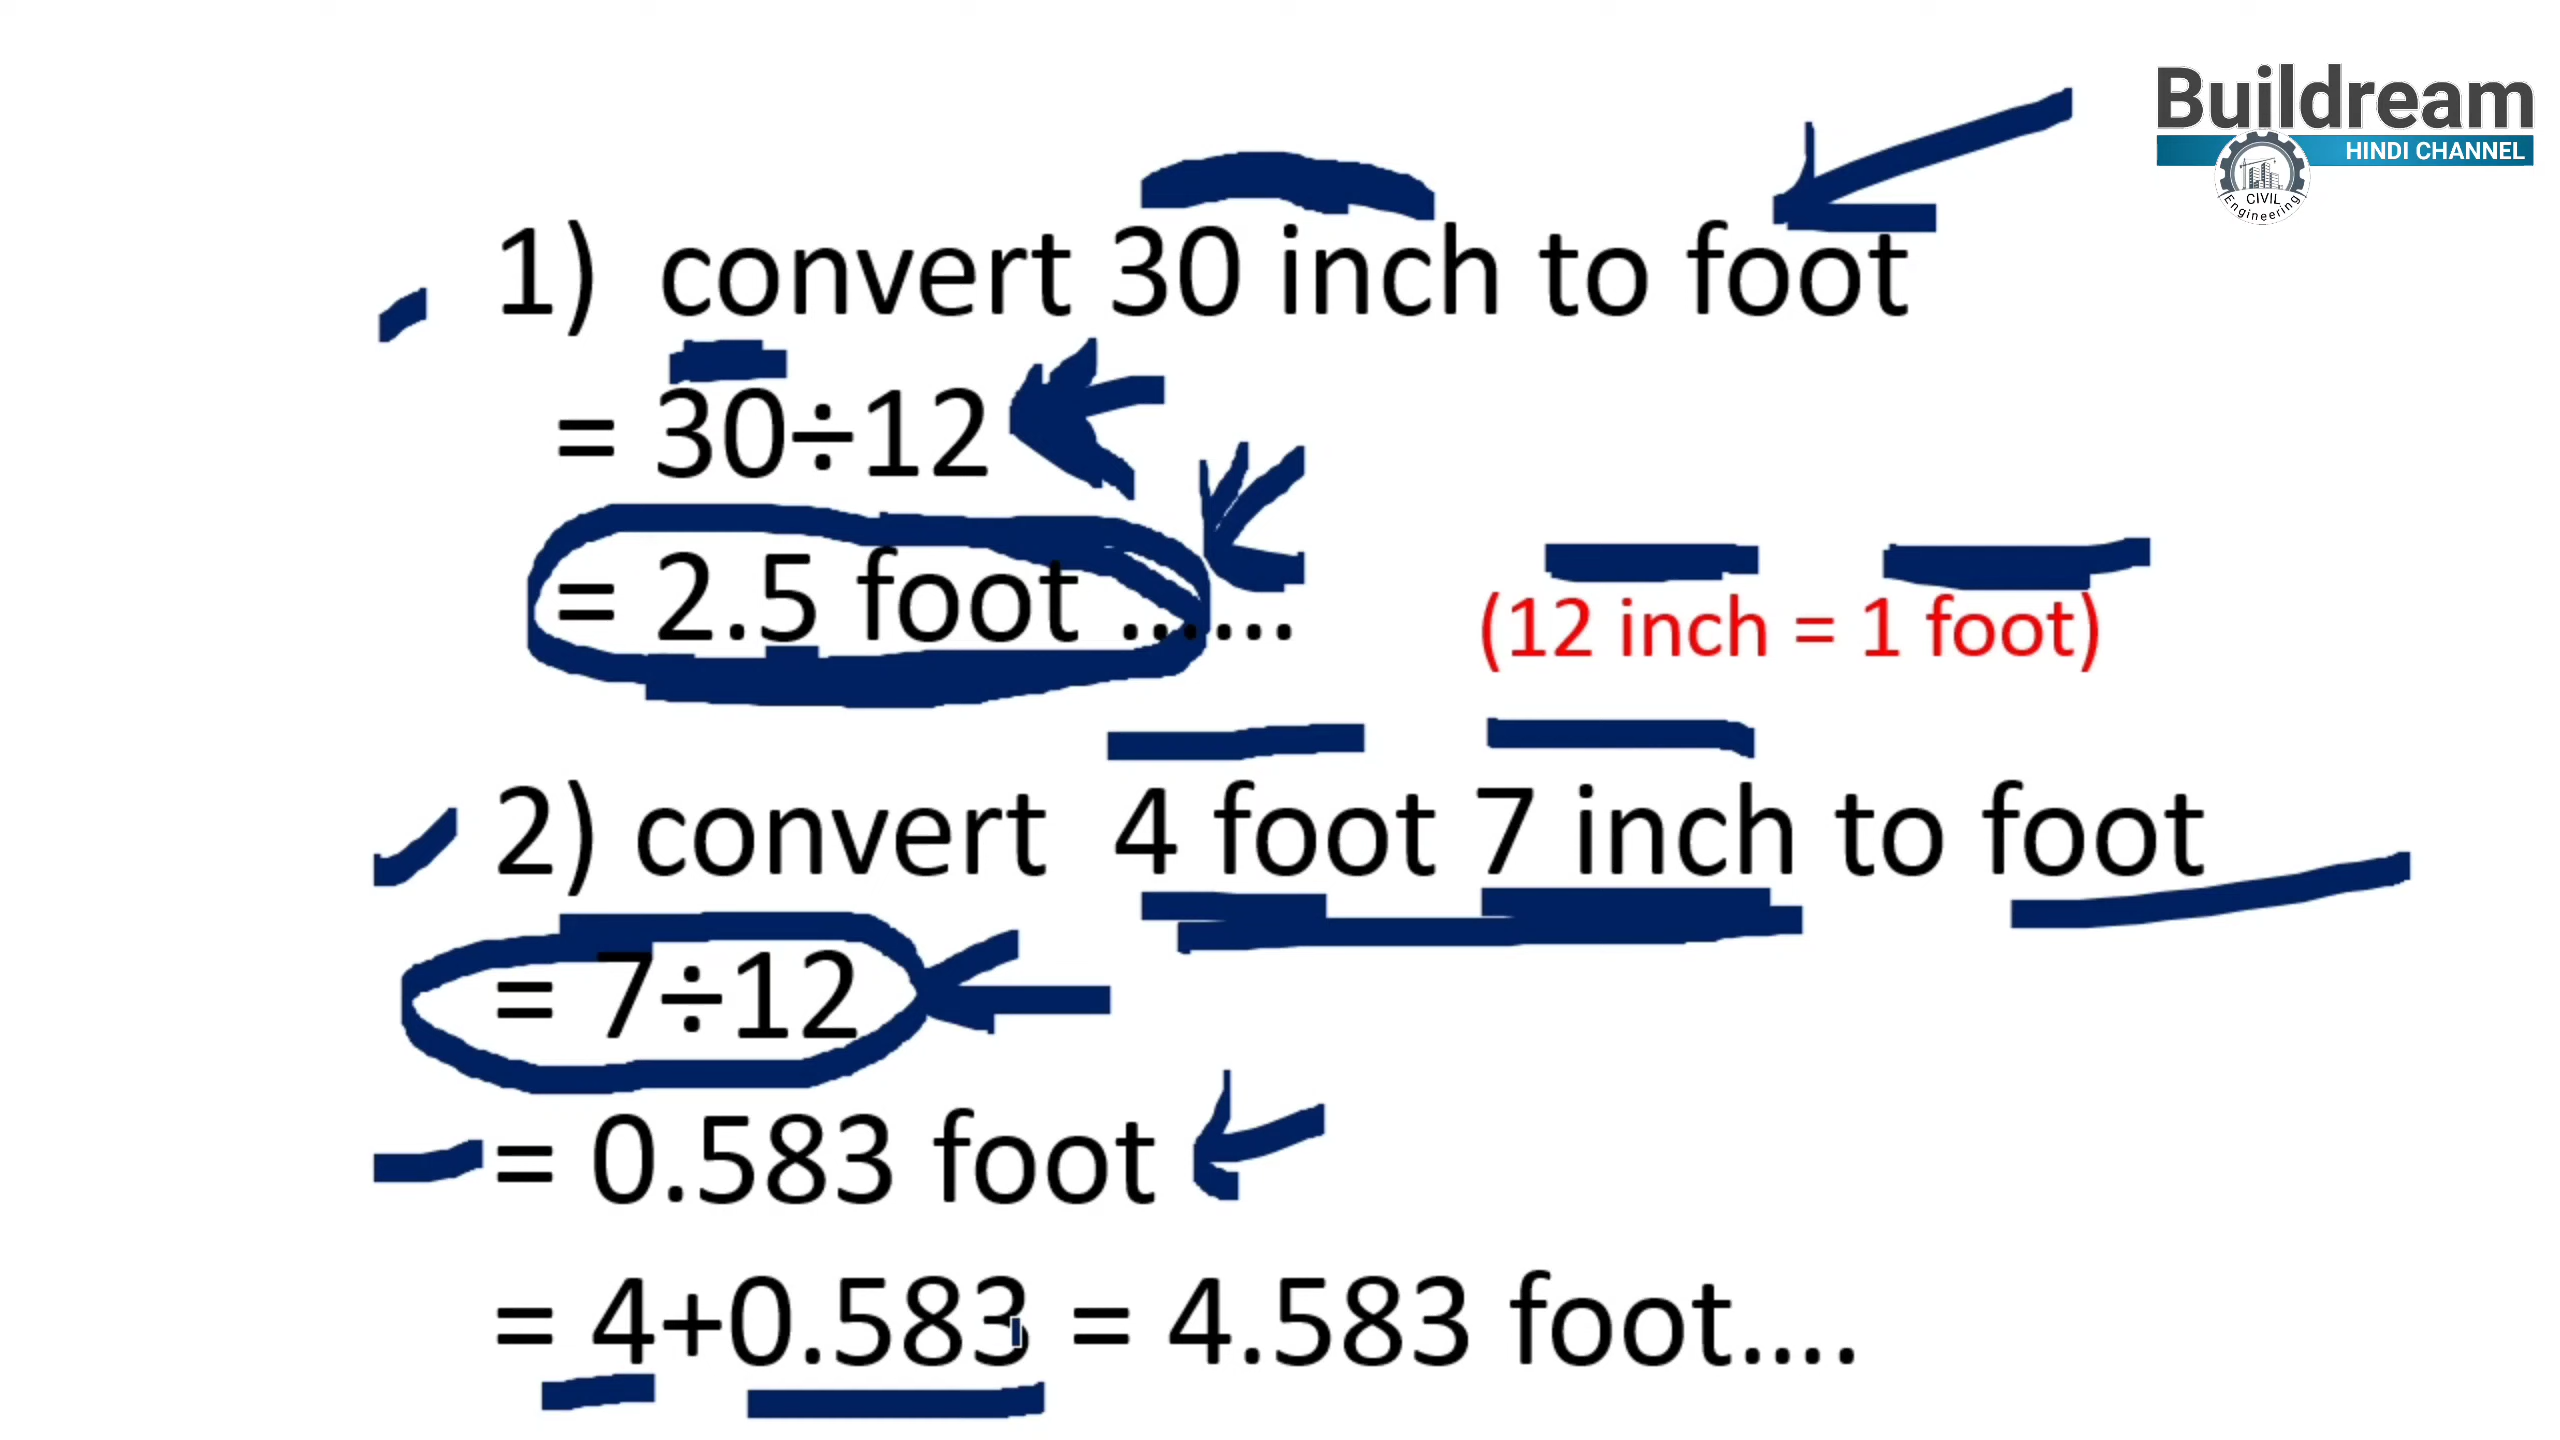 Buildream
HINDI CHANNEL
CIVIL
Engineering
1) convert 30 inch to foot
= 30÷12
= 2.5 foot ......
(12 inch = 1 foot)
2) convert 4 foot 7 inch to foot
= 7÷12
= 0.583 foot
= 4+0.583 = 4.583 foot....